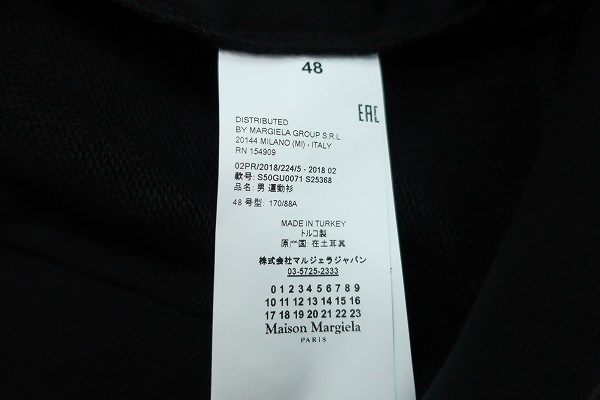 48
EAC
DISTRIBUTED
BY MARGIELA GROUP S.R.L
20144 MILANO (MI) - ITALY
RN 154909
02PR/2018/224/5 - 2018 02
款号: S50GU0071 S25368
品名: 男 運動衫
48 号型: 170/88A
MADE IN TURKEY
トルコ製
原产国: 在土耳其
株式会社マルジェラジャパン
03-5725-2333
0 1 2 3 4 5 6 7 8 9
10 11 12 13 14 15 16
17 18 19 20 21 22 23
Maison Margiela
PARIS